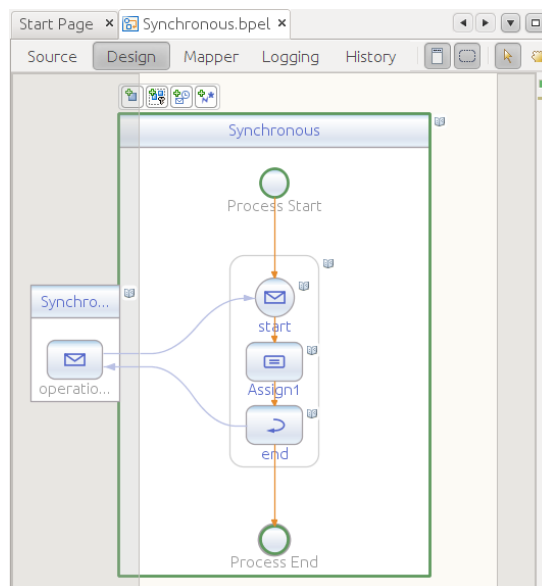 Start Page
Synchronous.bpel
Source Design Mapper Logging History
Synchronous
Process Start
Synchro...
start
operatio...
Assign1
end
Process End